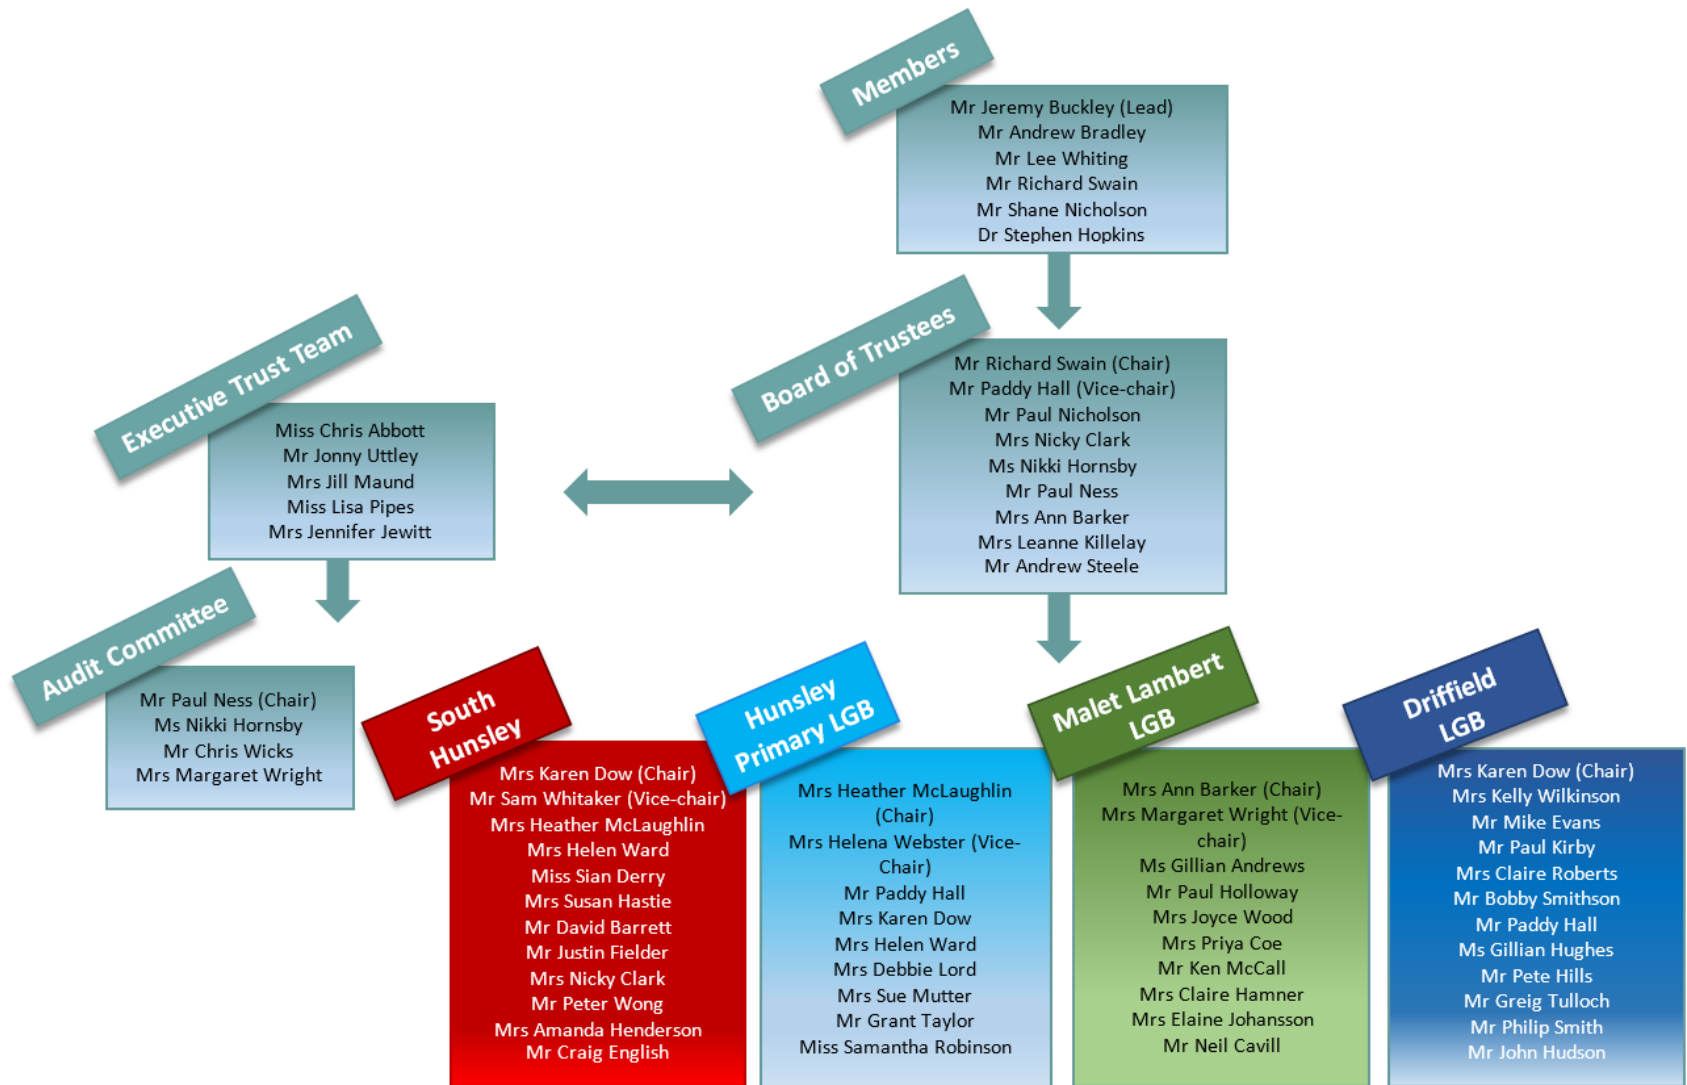 Members
Mr Jeremy Buckley (Lead)
Mr Andrew Bradley
Mr Lee Whiting
Mr Richard Swain
Mr Shane Nicholson
Dr Stephen Hopkins
Executive Trust Team
Miss Chris Abbott
Mr Jonny Uttley
Mrs Jill Maund
Miss Lisa Pipes
Mrs Jennifer Jewitt
Board of Trustees
Mr Richard Swain (Chair)
Mr Paddy Hall (Vice-chair)
Mr Paul Nicholson
Mrs Nicky Clark
Ms Nikki Hornsby
Mr Paul Ness
Mrs Ann Barker
Mrs Leanne Killelay
Mr Andrew Steele
Audit Committee
Mr Paul Ness (Chair)
Ms Nikki Hornsby
Mr Chris Wicks
Mrs Margaret Wright
South
Hunsley
Mrs Karen Dow (Chair)
Mr Sam Whitaker (Vice-chair)
Mrs Heather McLaughlin
Mrs Helen Ward
Miss Sian Derry
Mrs Susan Hastie
Mr David Barrett
Mr Justin Fielder
Mrs Nicky Clark
Mr Peter Wong
Mrs Amanda Henderson
Mr Craig English
Hunsley
Primary LGB
Mrs Heather McLaughlin
(Chair)
Mrs Helena Webster (Vice-
Chair)
Mr Paddy Hall
Mrs Karen Dow
Mrs Helen Ward
Mrs Debbie Lord
Mrs Sue Mutter
Mr Grant Taylor
Miss Samantha Robinson
Malet Lambert
LGB
Mrs Ann Barker (Chair)
Mrs Margaret Wright (Vice-
chair)
Ms Gillian Andrews
Mr Paul Holloway
Mrs Joyce Wood
Mrs Priya Coe
Mr Ken McCall
Mrs Claire Hamner
Mrs Elaine Johansson
Mr Neil Cavill
Driffield
LGB
Mrs Karen Dow (Chair)
Mrs Kelly Wilkinson
Mr Mike Evans
Mr Paul Kirby
Mrs Claire Roberts
Mr Bobby Smithson
Mr Paddy Hall
Ms Gillian Hughes
Mr Pete Hills
Mr Greig Tulloch
Mr Philip Smith
Mr John Hudson